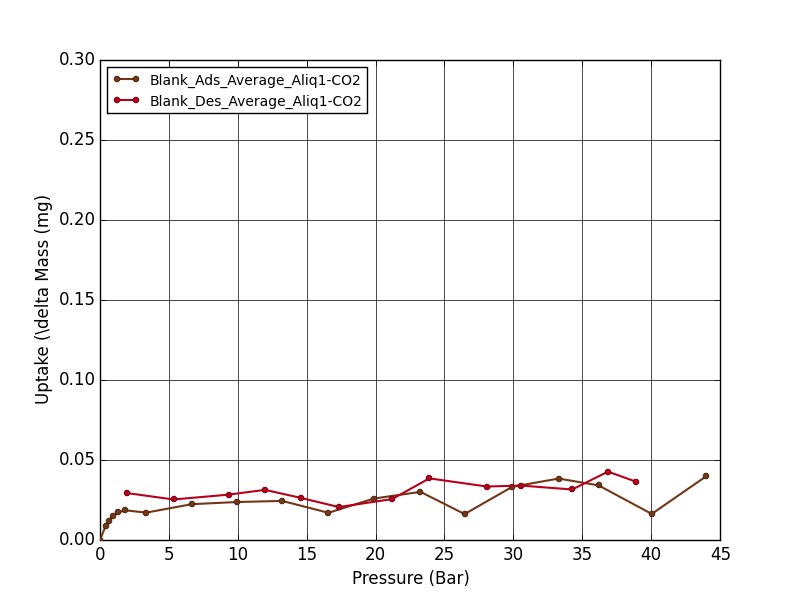 0.30
0.25
0.20
0.15
0.10
0.05
0.00
Uptake (\delta Mass (mg)
Blank_Ads_Average_Aliq1-CO2
Blank_Des_Average_Aliq1-CO2
0 5 10 15 20 25 30 35 40 45
Pressure (Bar)